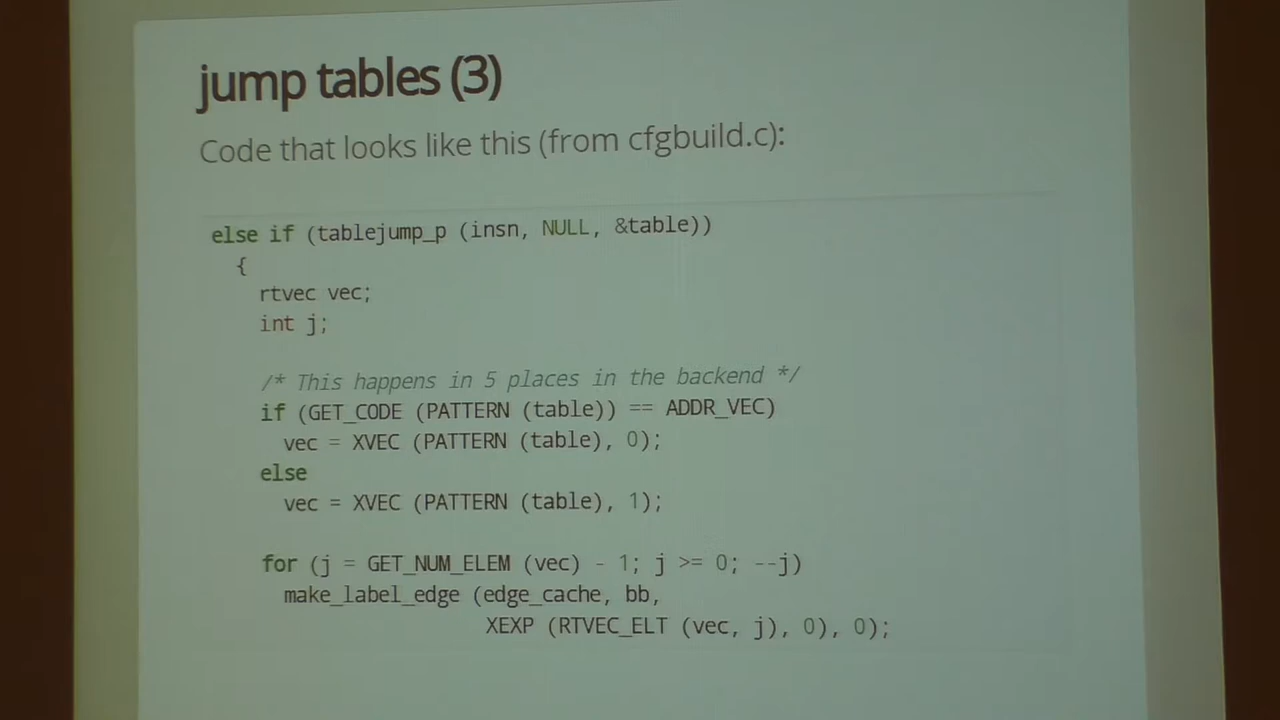 jump tables (3)
Code that looks like this (from cfgbuild.c):
else if (tablejump_p (insn, NULL, &table))
{
rtvec vec;
int j;
/* This happens in 5 places in the backend */
if (GET_CODE (PATTERN (table)) == ADDR_VEC)
vec = XVEC (PATTERN (table), 0);
else
vec = XVEC (PATTERN (table), 1);
for (j = GET_NUM_ELEM (vec) - 1; j >= 0; --j)
make_label_edge (edge_cache, bb,
XEXP (RTVEC_ELT (vec, j), 0), 0);